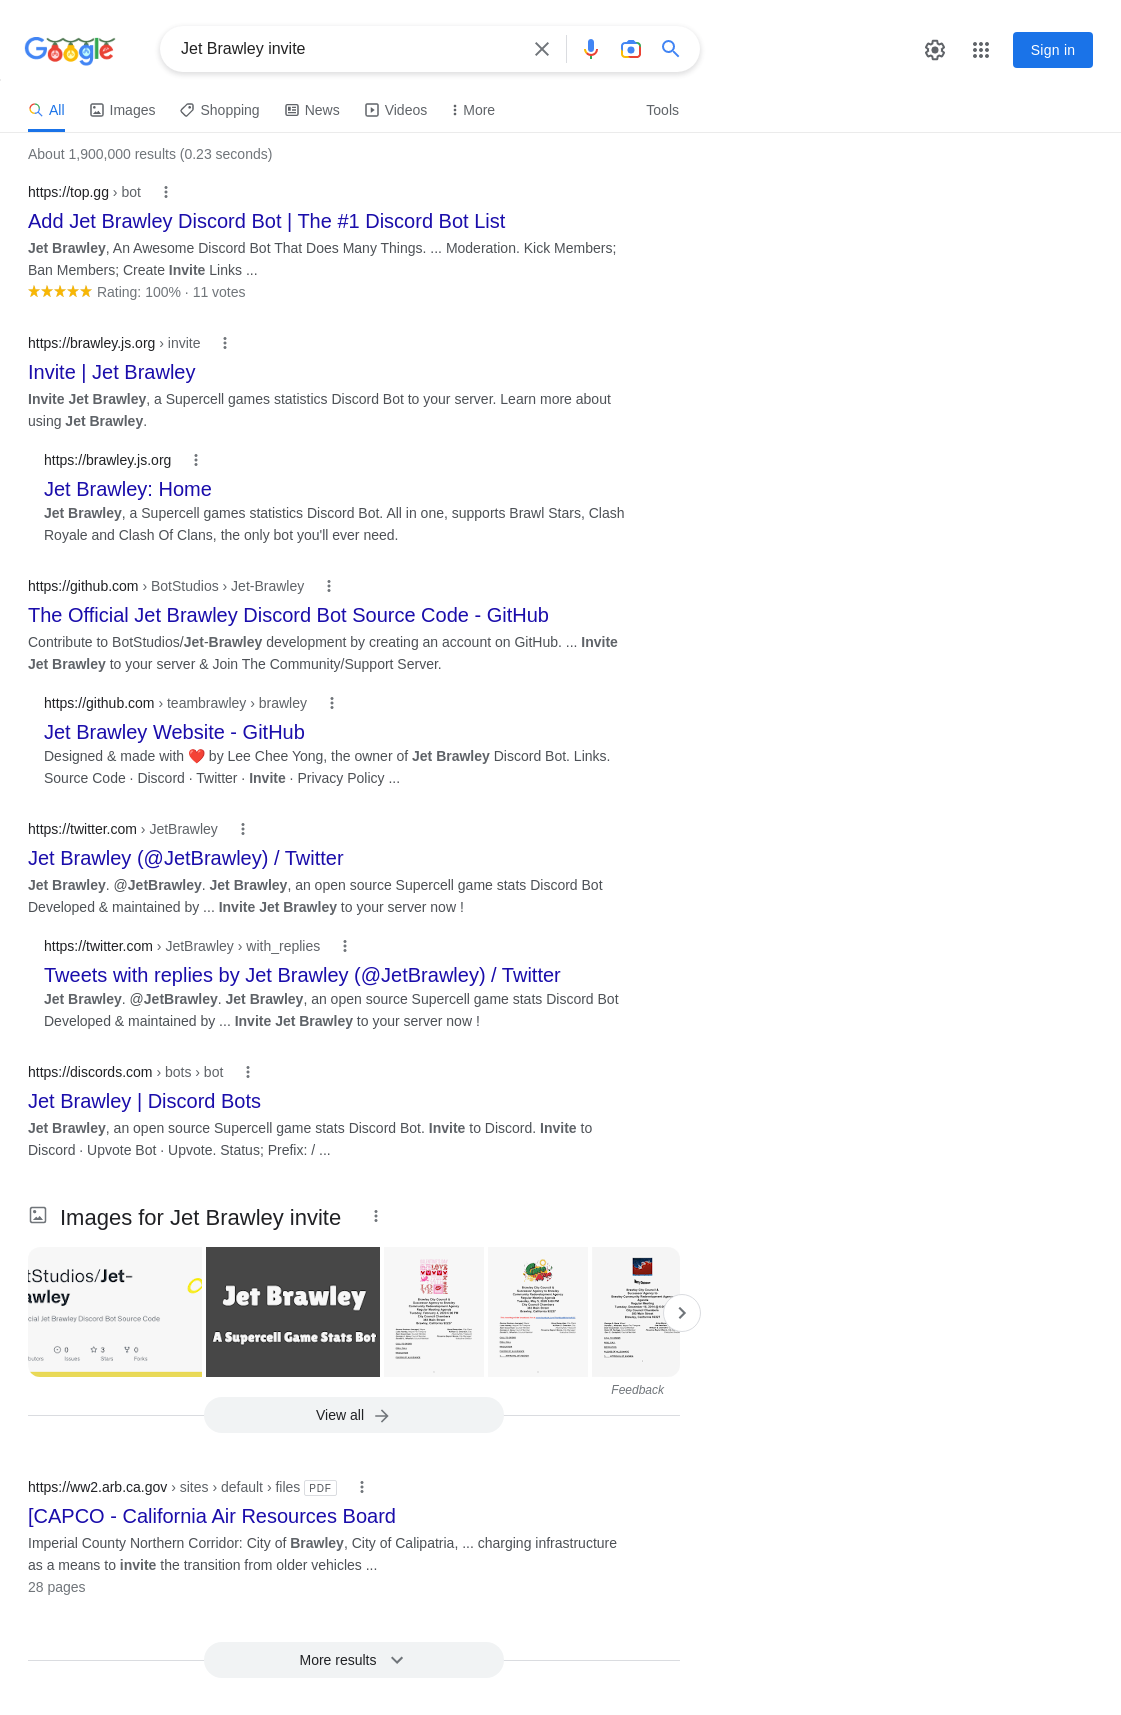 Google
Jet Brawley invite
Sign in
All Images Shopping News Videos More Tools
About 1,900,000 results (0.23 seconds)
https://top.gg › bot
Add Jet Brawley Discord Bot | The #1 Discord Bot List
Jet Brawley, An Awesome Discord Bot That Does Many Things. ... Moderation. Kick Members;
Ban Members; Create Invite Links ...
Rating: 100% · 11 votes
https://brawley.js.org › invite
Invite | Jet Brawley
Invite Jet Brawley, a Supercell games statistics Discord Bot to your server. Learn more about
using Jet Brawley.
https://brawley.js.org
Jet Brawley: Home
Jet Brawley, a Supercell games statistics Discord Bot. All in one, supports Brawl Stars, Clash
Royale and Clash Of Clans, the only bot you'll ever need.
https://github.com › BotStudios › Jet-Brawley
The Official Jet Brawley Discord Bot Source Code - GitHub
Contribute to BotStudios/Jet-Brawley development by creating an account on GitHub. ... Invite
Jet Brawley to your server & Join The Community/Support Server.
https://github.com › teambrawley › brawley
Jet Brawley Website - GitHub
Designed & made with ❤️ by Lee Chee Yong, the owner of Jet Brawley Discord Bot. Links.
Source Code · Discord · Twitter · Invite · Privacy Policy ...
https://twitter.com › JetBrawley
Jet Brawley (@JetBrawley) / Twitter
Jet Brawley. @JetBrawley. Jet Brawley, an open source Supercell game stats Discord Bot
Developed & maintained by ... Invite Jet Brawley to your server now !
https://twitter.com › JetBrawley › with_replies
Tweets with replies by Jet Brawley (@JetBrawley) / Twitter
Jet Brawley. @JetBrawley. Jet Brawley, an open source Supercell game stats Discord Bot
Developed & maintained by ... Invite Jet Brawley to your server now !
https://discords.com › bots › bot
Jet Brawley | Discord Bots
Jet Brawley, an open source Supercell game stats Discord Bot. Invite to Discord. Invite to
Discord · Upvote Bot · Upvote. Status; Prefix: / ...
Images for Jet Brawley invite
tStudios/Jet-
awley
cial Jet Brawley Discord Bot Source Code
0 3 0
Issues Stars Forks
Jet Brawley
A Supercell Game Stats Bot
Feedback
View all
https://ww2.arb.ca.gov › sites › default › files PDF
[CAPCO - California Air Resources Board
Imperial County Northern Corridor: City of Brawley, City of Calipatria, ... charging infrastructure
as a means to invite the transition from older vehicles ...
28 pages
More results